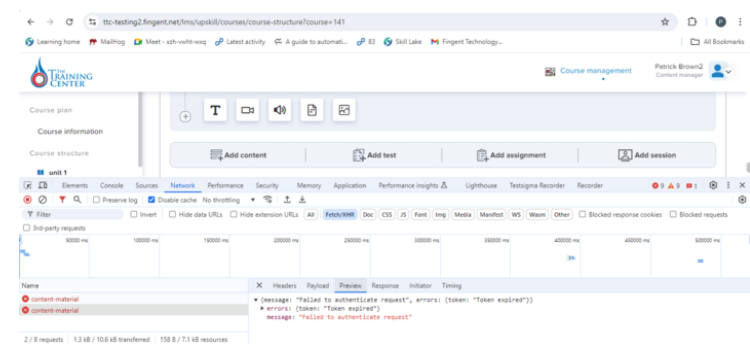 ttc-testing2.fingent.net/lms/upskill/courses/course-structure?course=141
Learning home MailHog Meet - xzh-vwht-wxq Latest activity A guide to automati... 83 Skill Lake Fingent Technology... All Bookmarks
THE TRAINING CENTER
Course management
Patrick Brown2
Content manager
Course plan
Course information
Course structure
unit 1
T
Add content Add test Add assignment Add session
Elements Console Sources Network Performance Security Memory Application Performance insights Lighthouse Testsigma Recorder Recorder 9 9 1
Preserve log Disable cache No throttling
Filter Invert Hide data URLs Hide extension URLs All Fetch/XHR Doc CSS JS Font Img Media Manifest WS Wasm Other Blocked response cookies Blocked requests
3rd-party requests
50000 ms 100000 ms 150000 ms 200000 ms 250000 ms 300000 ms 350000 ms 400000 ms 450000 ms 500000 ms
Name Headers Payload Preview Response Initiator Timing
content-material
content-material
{message: "Failed to authenticate request", errors: {token: "Token expired"}}
errors: {token: "Token expired"}
message: "Failed to authenticate request"
2 / 8 requests 1.3 kB / 10.6 kB transferred 158 B / 7.1 kB resources